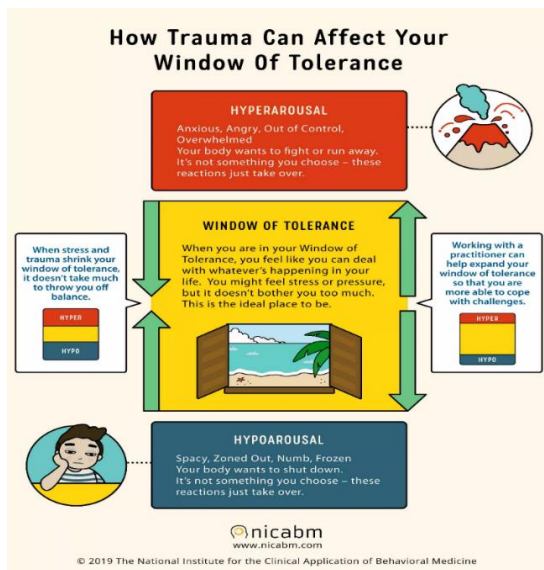 How Trauma Can Affect Your
Window Of Tolerance
HYPERAROUSAL
Anxious, Angry, Out of Control,
Overwhelmed
Your body wants to fight or run away.
It's not something you choose – these
reactions just take over.
When stress and
trauma shrink your
window of tolerance,
it doesn't take much
to throw you off
balance.
HYPER
HYPO
WINDOW OF TOLERANCE
When you are in your Window of
Tolerance, you feel like you can deal
with whatever's happening in your
life. You might feel stress or pressure,
but it doesn't bother you too much.
This is the ideal place to be.
Working with a
practitioner can
help expand your
window of tolerance
so that you are
more able to cope
with challenges.
HYPER
HYPO
HYPOAROUSAL
Spacy, Zoned Out, Numb, Frozen
Your body wants to shut down.
It's not something you choose – these
reactions just take over.
nicabm
www.nicabm.com
© 2019 The National Institute for the Clinical Application of Behavioral Medicine